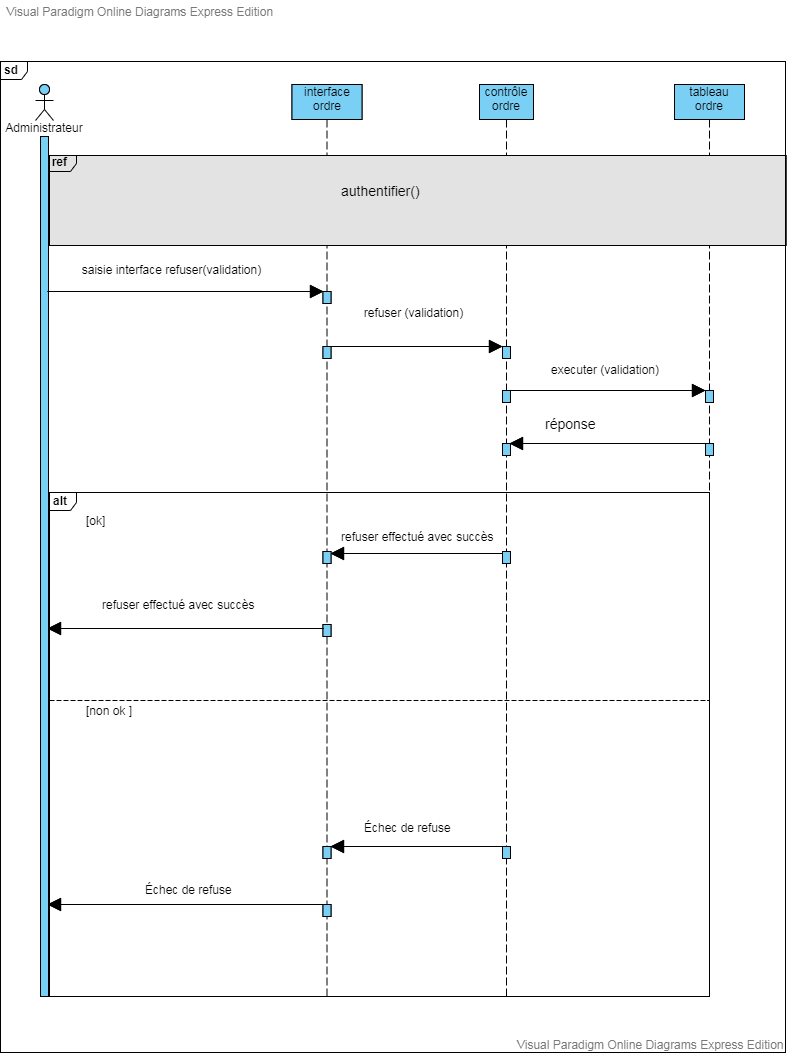 Visual Paradigm Online Diagrams Express Edition
sd
Administrateur
interface
ordre
contrôle
ordre
tableau
ordre
ref
authentifier()
saisie interface refuser(validation)
refuser (validation)
executer (validation)
réponse
alt
[ok]
refuser effectué avec succès
refuser effectué avec succès
[non ok ]
Échec de refuse
Échec de refuse
Visual Paradigm Online Diagrams Express Edition